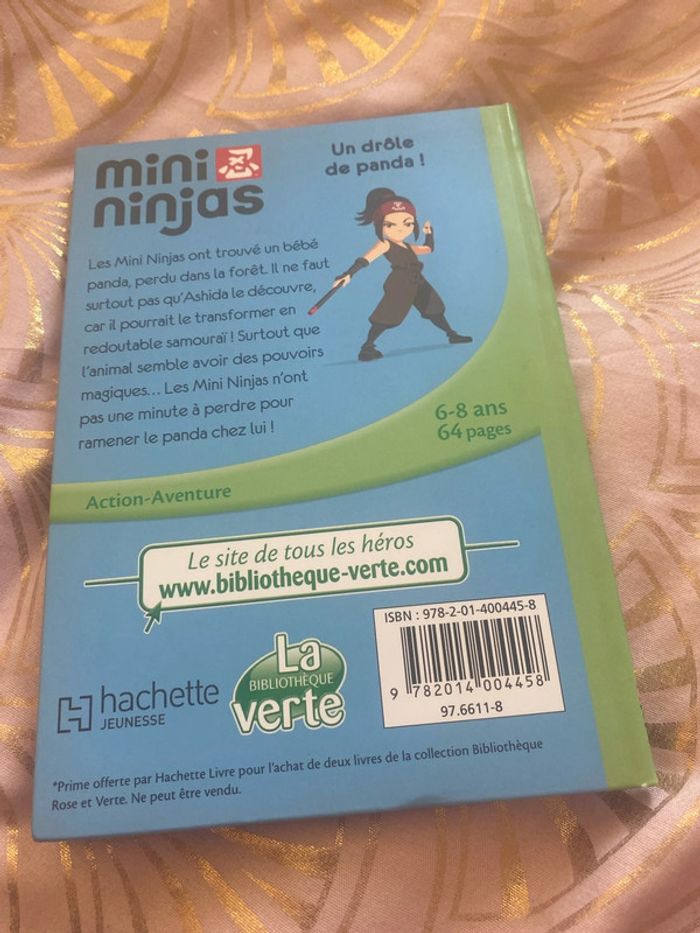 mini 忍
ninjas
Un drôle
de panda !
Les Mini Ninjas ont trouvé un bébé
panda, perdu dans la forêt. Il ne faut
surtout pas qu'Ashida le découvre,
car il pourrait le transformer en
redoutable samouraï ! Surtout que
l'animal semble avoir des pouvoirs
magiques... Les Mini Ninjas n'ont
pas une minute à perdre pour
ramener le panda chez lui !
6-8 ans
64 pages
Action-Aventure
Le site de tous les héros
www.bibliotheque-verte.com
ISBN : 978-2-01-400445-8
9 782014 004458
97.6611-8
hachette
JEUNESSE
La
BIBLIOTHÈQUE
verte
*Prime offerte par Hachette Livre pour l'achat de deux livres de la collection Bibliothèque
Rose et Verte. Ne peut être vendu.